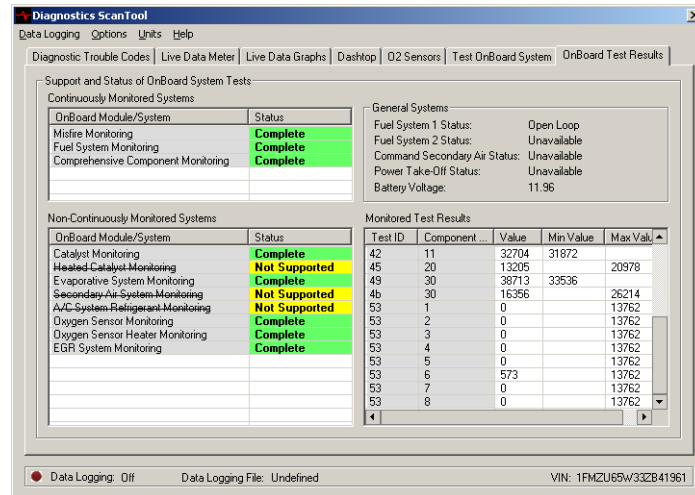 Diagnostics ScanTool
Data Logging Options Units Help
Diagnostic Trouble Codes Live Data Meter Live Data Graphs Dashtop O2 Sensors Test OnBoard System OnBoard Test Results
Support and Status of OnBoard System Tests
Continuously Monitored Systems
OnBoard Module/System Status
Misfire Monitoring Complete
Fuel System Monitoring Complete
Comprehensive Component Monitoring Complete
General Systems
Fuel System 1 Status: Open Loop
Fuel System 2 Status: Unavailable
Command Secondary Air Status: Unavailable
Power Take-Off Status: Unavailable
Battery Voltage: 11.96
Non-Continuously Monitored Systems
OnBoard Module/System Status
Catalyst Monitoring Complete
Heated Catalyst Monitoring Not Supported
Evaporative System Monitoring Complete
Secondary Air System Monitoring Not Supported
A/C System Refrigerant Monitoring Not Supported
Oxygen Sensor Monitoring Complete
Oxygen Sensor Heater Monitoring Complete
EGR System Monitoring Complete
Monitored Test Results
Test ID Component ... Value Min Value Max Valu
42 11 32704 31872
45 20 13205 20978
49 30 38713 33536
4b 30 16356 26214
53 1 0 13762
53 2 0 13762
53 3 0 13762
53 4 0 13762
53 5 0 13762
53 6 573 13762
53 7 0 13762
53 8 0 13762
Data Logging: Off Data Logging File: Undefined VIN: 1FMZU65W33ZB41961